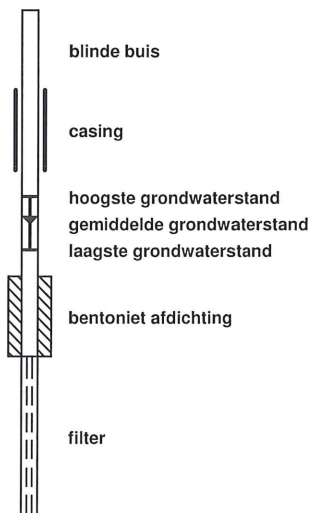 blinde buis
casing
hoogste grondwaterstand
gemiddelde grondwaterstand
laagste grondwaterstand
bentoniet afdichting
filter